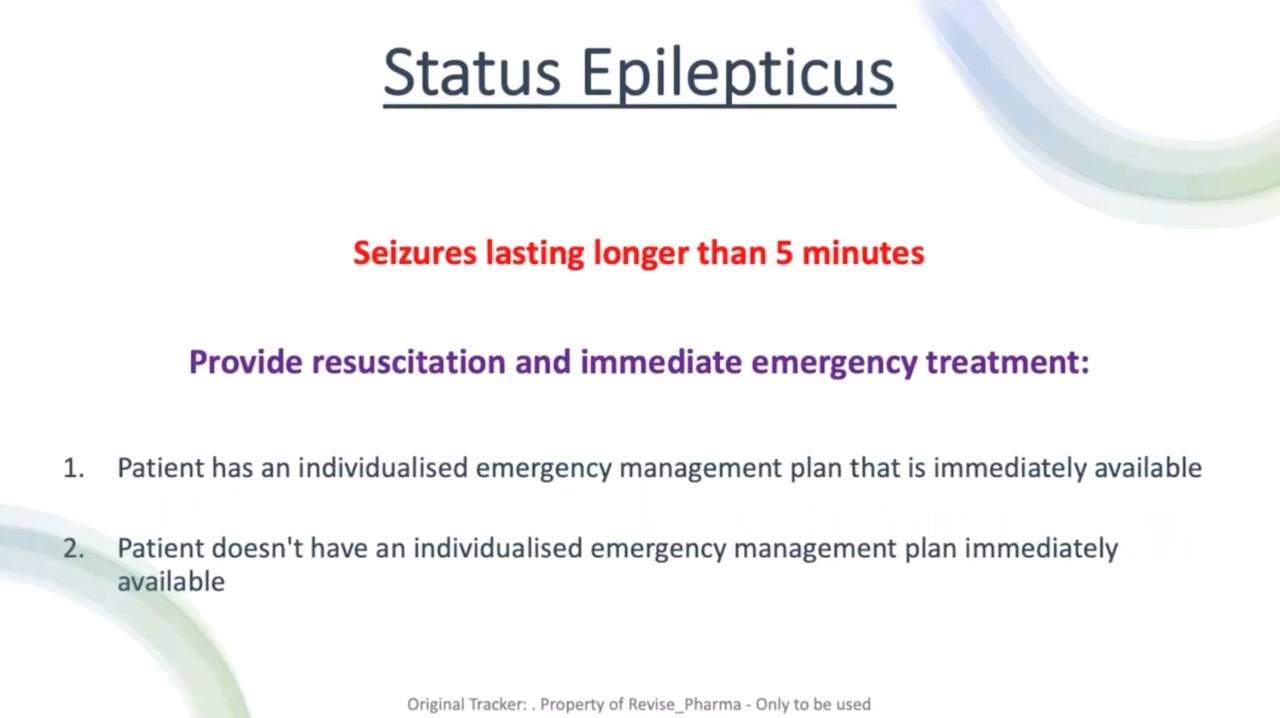 Status Epilepticus
Seizures lasting longer than 5 minutes
Provide resuscitation and immediate emergency treatment:
1. Patient has an individualised emergency management plan that is immediately available
2. Patient doesn't have an individualised emergency management plan immediately
available
Original Tracker: . Property of Revise_Pharma - Only to be used